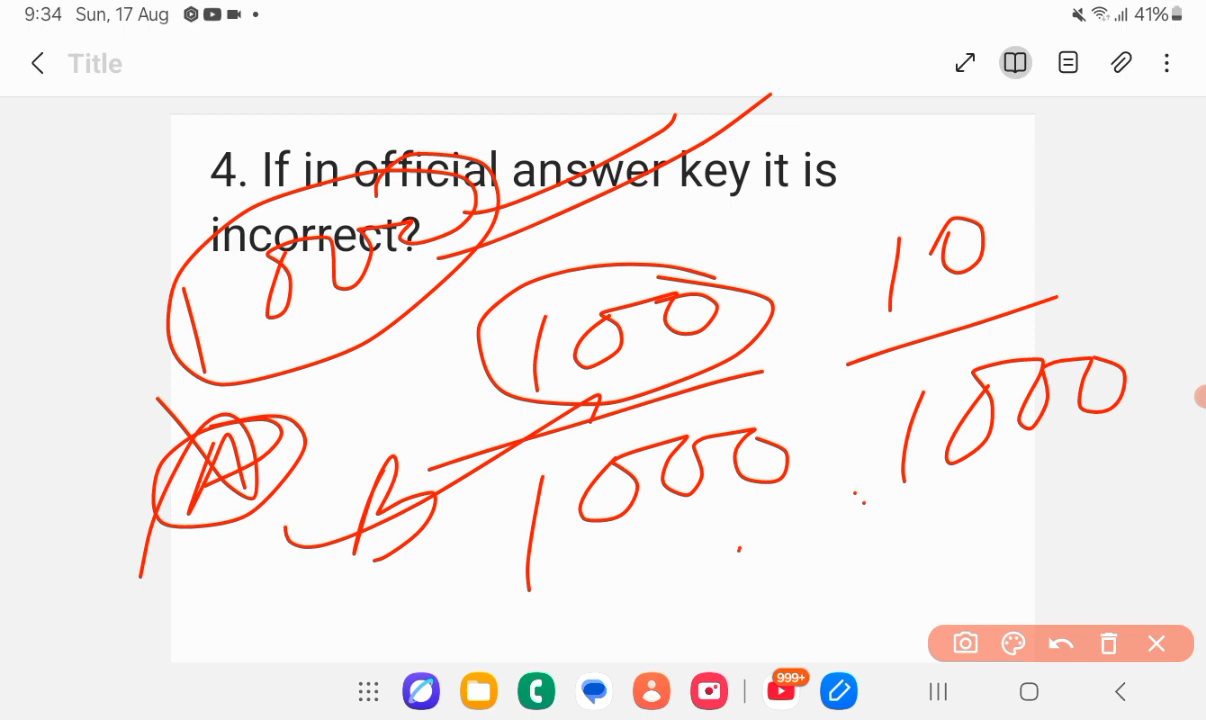 9:34 Sun, 17 Aug
41%
Title
4. If in official answer key it is
incorrect?
1000
100
1000
10
1000
A
B
999+